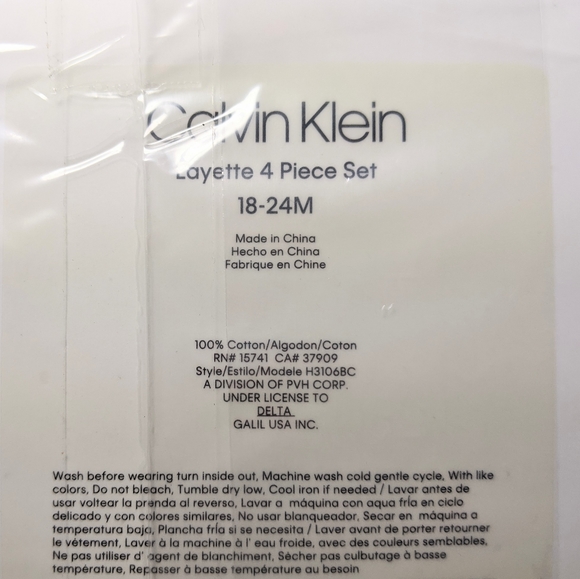 Calvin Klein
Layette 4 Piece Set
18-24M
Made in China
Hecho en China
Fabrique en Chine
100% Cotton/Algodon/Coton
RN# 15741 CA# 37909
Style/Estilo/Modele H3106BC
A DIVISION OF PVH CORP.
UNDER LICENSE TO
DELTA
GALIL USA INC.
Wash before wearing turn inside out, Machine wash cold gentle cycle, With like
colors, Do not bleach, Tumble dry low, Cool iron if needed / Lavar antes de
usar voltear la prenda al reverso, Lavar a máquina con aqua fría en ciclo
delicado y con colores similares, No usar blanqueador, Secar en máquina a
temperatura baja, Plancha fría si se necesita / Laver avant de porter retourner
le vêtement, Laver à la machine à l' eau froide, avec des couleurs semblables,
Ne pas utiliser d' agent de blanchiment, Sécher pas culbutage à basse
température, Repasser à basse température au besoin